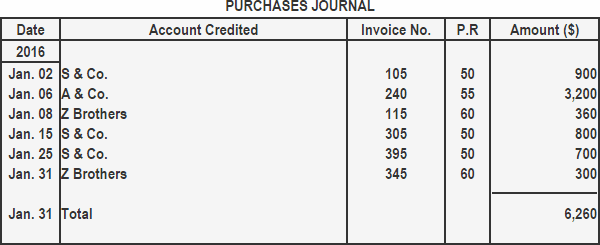 PURCHASES JOURNAL
Date Account Credited Invoice No. P.R Amount ($)
2016
Jan. 02 S & Co. 105 50 900
Jan. 06 A & Co. 240 55 3,200
Jan. 08 Z Brothers 115 60 360
Jan. 15 S & Co. 305 50 800
Jan. 25 S & Co. 395 50 700
Jan. 31 Z Brothers 345 60 300
Jan. 31 Total 6,260